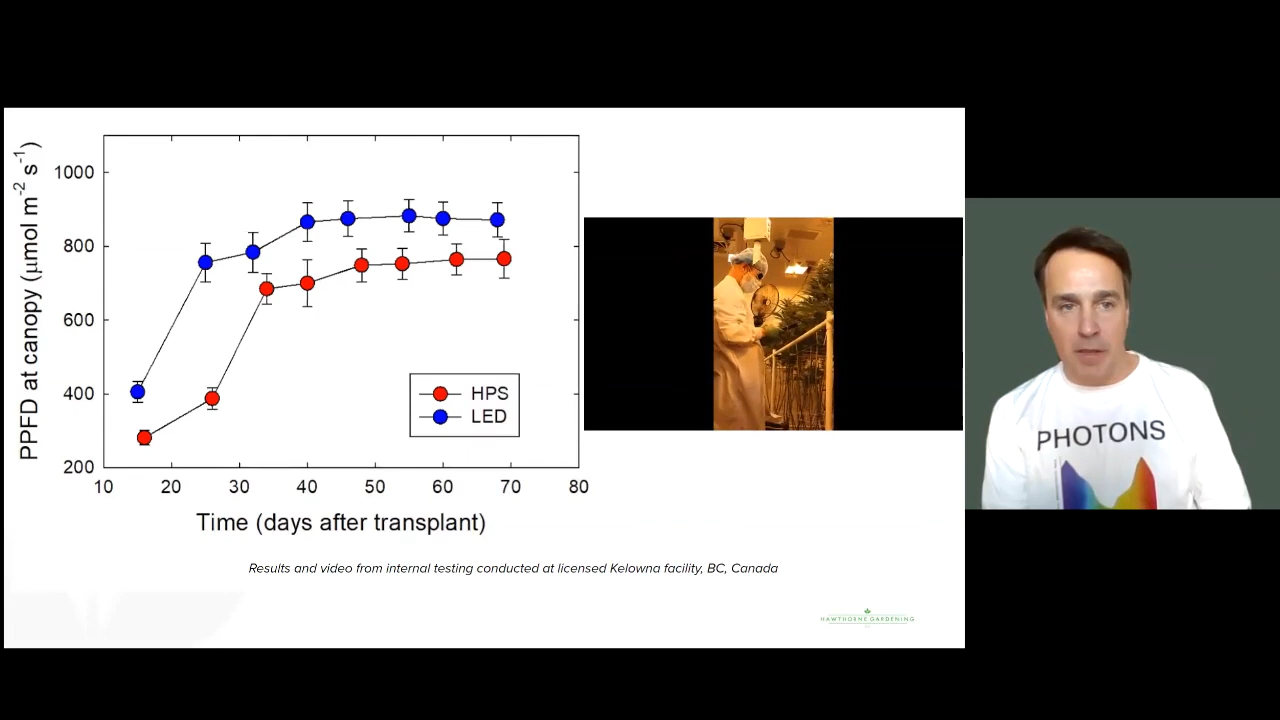 PPFD at canopy (μmol m-2 s-1)
1000
800
600
400
200
10 20 30 40 50 60 70 80
HPS
LED
Time (days after transplant)
Results and video from internal testing conducted at licensed Kelowna facility, BC, Canada
HAWTHORNE GARDENING
PHOTONS